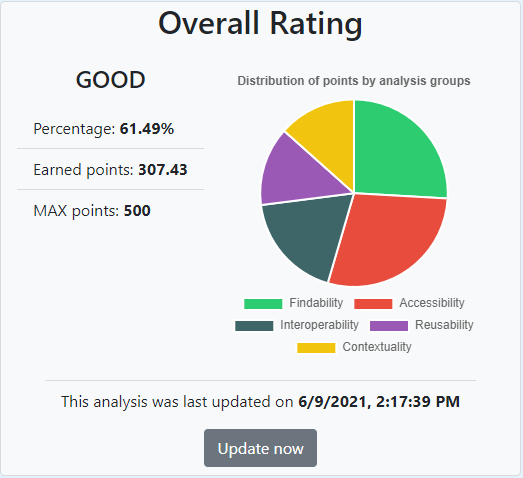 Overall Rating
GOOD
Percentage: 61.49%
Earned points: 307.43
MAX points: 500
Distribution of points by analysis groups
Findability
Accessibility
Interoperability
Reusability
Contextuality
This analysis was last updated on 6/9/2021, 2:17:39 PM
Update now